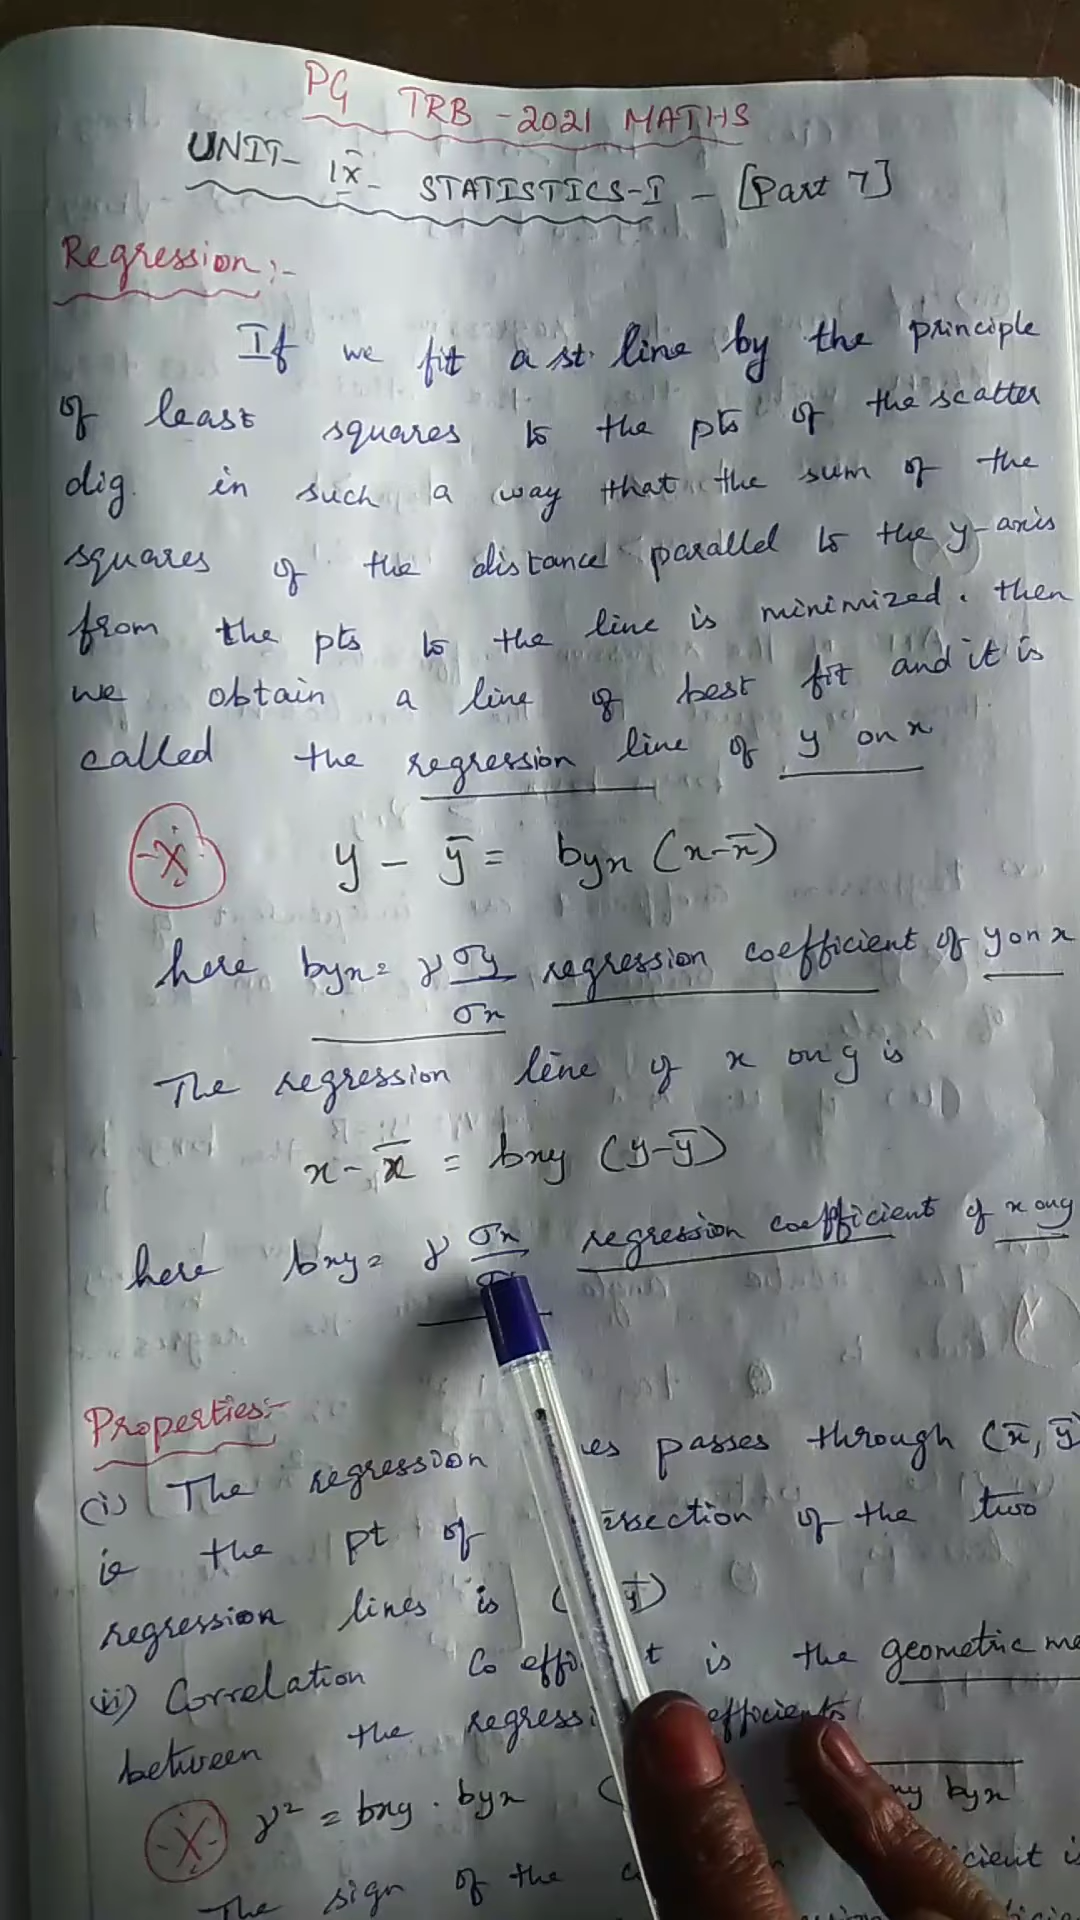 PG TRB - 2021 MATHS
UNIT - IX - STATISTICS-I - [Part 7]
Regression:-
If we fit a st. line by the principle
of least squares to the pts of the scatter
dig. in such a way that the sum of the
squares of the distance parallel to the y-axis
from the pts to the line is minimized. then
we obtain a line of best fit and it is
called the regression line of y on x
y - ȳ = byx (x-x̄)
here byx = γ σy/σx regression coefficient of y on x
The regression line of x on y is
x - x̄ = bxy (y-ȳ)
here bxy = γ σx/ regression coefficient of x on y
Properties:-
(i) The regression passes through (x̄, ȳ)
ie the pt of of the two
regression lines is ( ȳ)
(ii) Correlation is the geometric
between the
γ² = bxy . byx ( byx
The sign of the